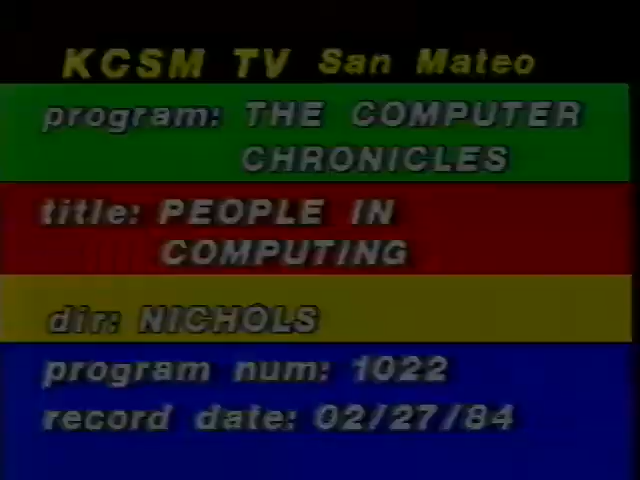 KCSM TV San Mateo
program: THE COMPUTER
CHRONICLES
title: PEOPLE IN
COMPUTING
dir: NICHOLS
program num: 1022
record date: 02/27/84